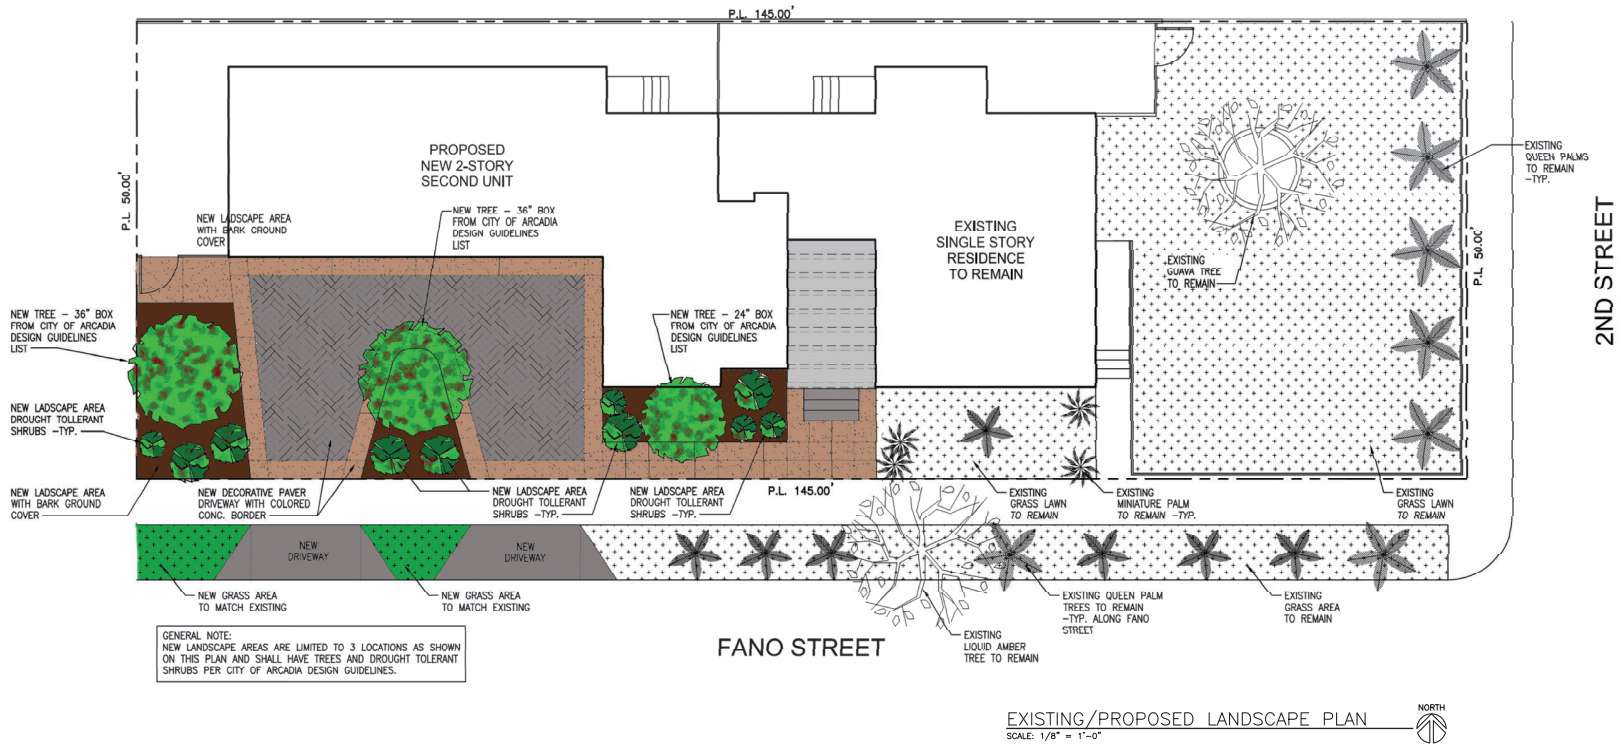 P.L. 145.00'
PROPOSED
NEW 2-STORY
SECOND UNIT
P.L 50.00'
NEW LADSCAPE AREA
WITH BARK GROUND
COVER
NEW TREE - 36" BOX
FROM CITY OF ARCADIA
DESIGN GUIDELINES
LIST
EXISTING
SINGLE STORY
RESIDENCE
TO REMAIN
EXISTING
QUEEN PALMS
TO REMAIN
-TYP.
EXISTING
GUAVA TREE
TO REMAIN
P.L 50.00'
2ND STREET
NEW TREE - 36" BOX
FROM CITY OF ARCADIA
DESIGN GUIDELINES
LIST
NEW TREE - 24" BOX
FROM CITY OF ARCADIA
DESIGN GUIDELINES
LIST
NEW LADSCAPE AREA
DROUGHT TOLLERANT
SHRUBS -TYP.
NEW LADSCAPE AREA
WITH BARK GROUND
COVER
NEW DECORATIVE PAVER
DRIVEWAY WITH COLORED
CONC. BORDER
NEW LADSCAPE AREA
DROUGHT TOLLERANT
SHRUBS -TYP.
NEW LADSCAPE AREA
DROUGHT TOLLERANT
SHRUBS -TYP.
P.L. 145.00'
EXISTING
GRASS LAWN
TO REMAIN
EXISTING
MINIATURE PALM
TO REMAIN -TYP.
EXISTING
GRASS LAWN
TO REMAIN
NEW
DRIVEWAY
NEW
DRIVEWAY
NEW GRASS AREA
TO MATCH EXISTING
NEW GRASS AREA
TO MATCH EXISTING
EXISTING QUEEN PALM
TREES TO REMAIN
-TYP. ALONG FANO
STREET
EXISTING
GRASS AREA
TO REMAIN
GENERAL NOTE:
NEW LANDSCAPE AREAS ARE LIMITED TO 3 LOCATIONS AS SHOWN
ON THIS PLAN AND SHALL HAVE TREES AND DROUGHT TOLERANT
SHRUBS PER CITY OF ARCADIA DESIGN GUIDELINES.
FANO STREET
EXISTING
LIQUID AMBER
TREE TO REMAIN
EXISTING/PROPOSED LANDSCAPE PLAN
SCALE: 1/8" = 1'-0"
NORTH